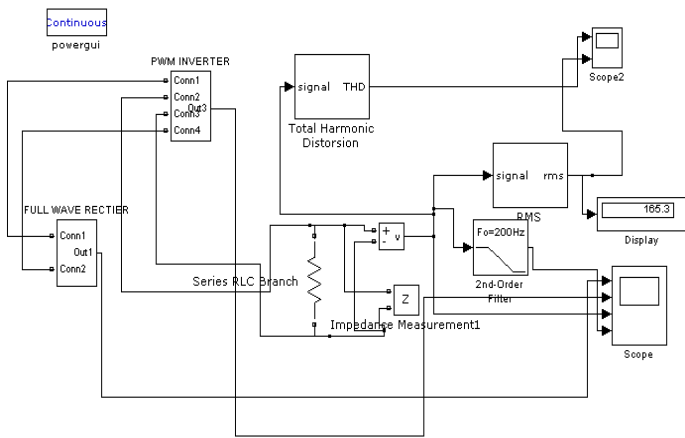 Continuous
powergui
PWM INVERTER
Conn1
Conn2
Conn3
Conn4
Out3
FULL WAVE RECTIER
Conn1
Out1
Conn2
signal THD
Total Harmonic
Distorsion
Scope2
signal rms
RMS
165.3
Display
Series RLC Branch
+
-
v
Z
Impedance Measurement1
Fo=200Hz
2nd-Order
Filter
Scope